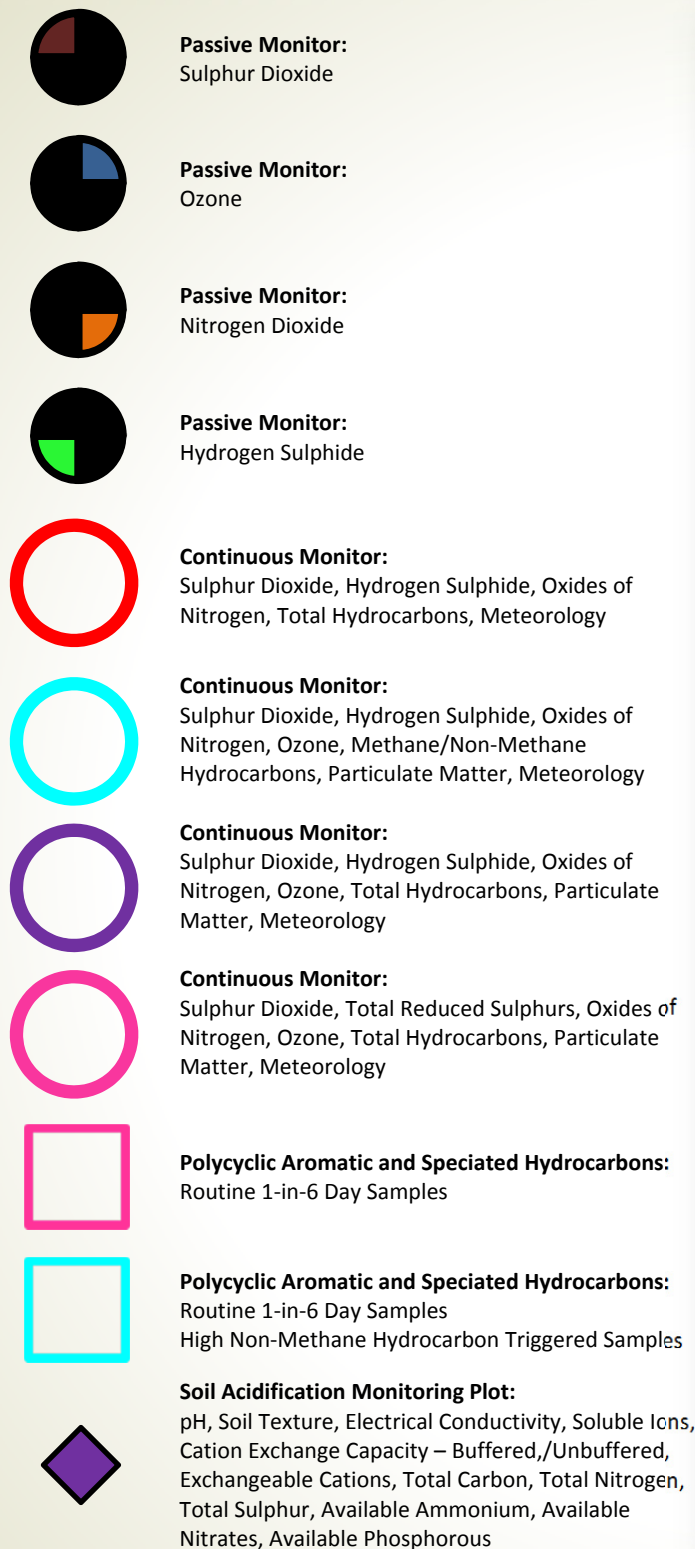 Passive Monitor:
Sulphur Dioxide
Passive Monitor:
Ozone
Passive Monitor:
Nitrogen Dioxide
Passive Monitor:
Hydrogen Sulphide
Continuous Monitor:
Sulphur Dioxide, Hydrogen Sulphide, Oxides of
Nitrogen, Total Hydrocarbons, Meteorology
Continuous Monitor:
Sulphur Dioxide, Hydrogen Sulphide, Oxides of
Nitrogen, Ozone, Methane/Non-Methane
Hydrocarbons, Particulate Matter, Meteorology
Continuous Monitor:
Sulphur Dioxide, Hydrogen Sulphide, Oxides of
Nitrogen, Ozone, Total Hydrocarbons, Particulate
Matter, Meteorology
Continuous Monitor:
Sulphur Dioxide, Total Reduced Sulphurs, Oxides of
Nitrogen, Ozone, Total Hydrocarbons, Particulate
Matter, Meteorology
Polycyclic Aromatic and Speciated Hydrocarbons:
Routine 1-in-6 Day Samples
Polycyclic Aromatic and Speciated Hydrocarbons:
Routine 1-in-6 Day Samples
High Non-Methane Hydrocarbon Triggered Samples
Soil Acidification Monitoring Plot:
pH, Soil Texture, Electrical Conductivity, Soluble Ions,
Cation Exchange Capacity – Buffered,/Unbuffered,
Exchangeable Cations, Total Carbon, Total Nitrogen,
Total Sulphur, Available Ammonium, Available
Nitrates, Available Phosphorous